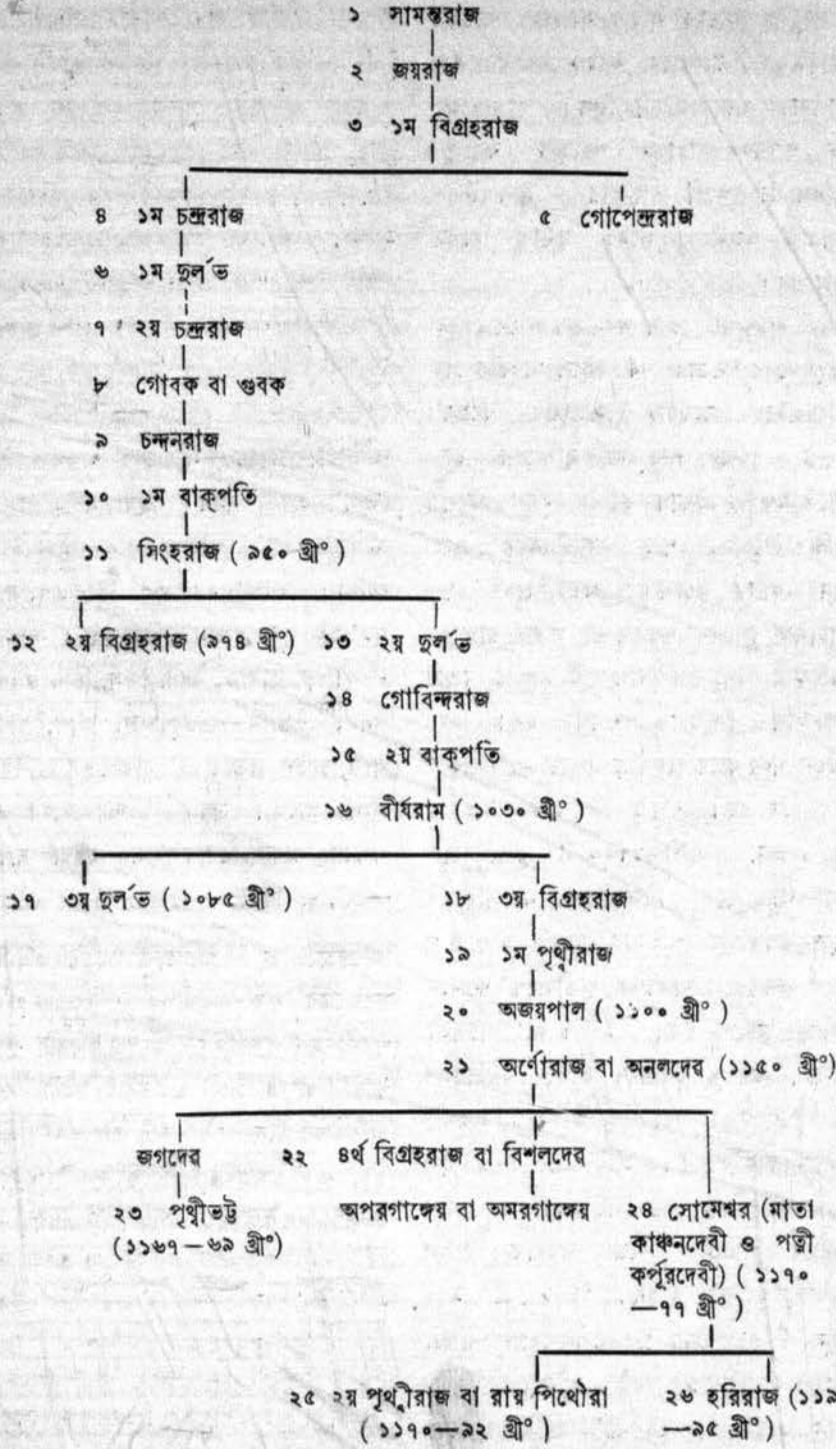 ১ সামন্তরাজ
২ জয়রাজ
৩ ১ম বিগ্রহরাজ
৪ ১ম চন্দ্ররাজ ৫ গোপেন্দ্ররাজ
৬ ১ম দুর্লভ
৭ ২য় চন্দ্ররাজ
৮ গোবক বা গুবক
৯ চন্দনরাজ
১০ ১ম বাক্‌পতি
১১ সিংহরাজ ( ৯৫০ খ্রী° )
১২ ২য় বিগ্রহরাজ (৯৭৪ খ্রী°) ১৩ ২য় দুর্লভ
১৪ গোবিন্দরাজ
১৫ ২য় বাক্‌পতি
১৬ বীর্যরাম ( ১০৩০ খ্রী° )
১৭ ৩য় দুর্লভ ( ১০৮৫ খ্রী° ) ১৮ ৩য় বিগ্রহরাজ
১৯ ১ম পৃথ্বীরাজ
২০ অজয়পাল ( ১১০০ খ্রী° )
২১ অর্ণোরাজ বা অনলদেব (১১৫০ খ্রী°)
জগদেব ২২ ৪র্থ বিগ্রহরাজ বা বিশলদেব
২৩ পৃথ্বীভট্ট অপরগাঙ্গেয় বা অমরগাঙ্গেয় ২৪ সোমেশ্বর (মাতা
(১১৬৭ — ৬৯ খ্রী°) কাঞ্চনদেবী ও পত্নী
কর্পূরদেবী) ( ১১৭০
—৭৭ খ্রী° )
২৫ ২য় পৃথ্বীরাজ বা রায় পিথৌরা ২৬ হরিরাজ (১১৯
( ১১৭০—৯২ খ্রী° ) —৯৫ খ্রী°)